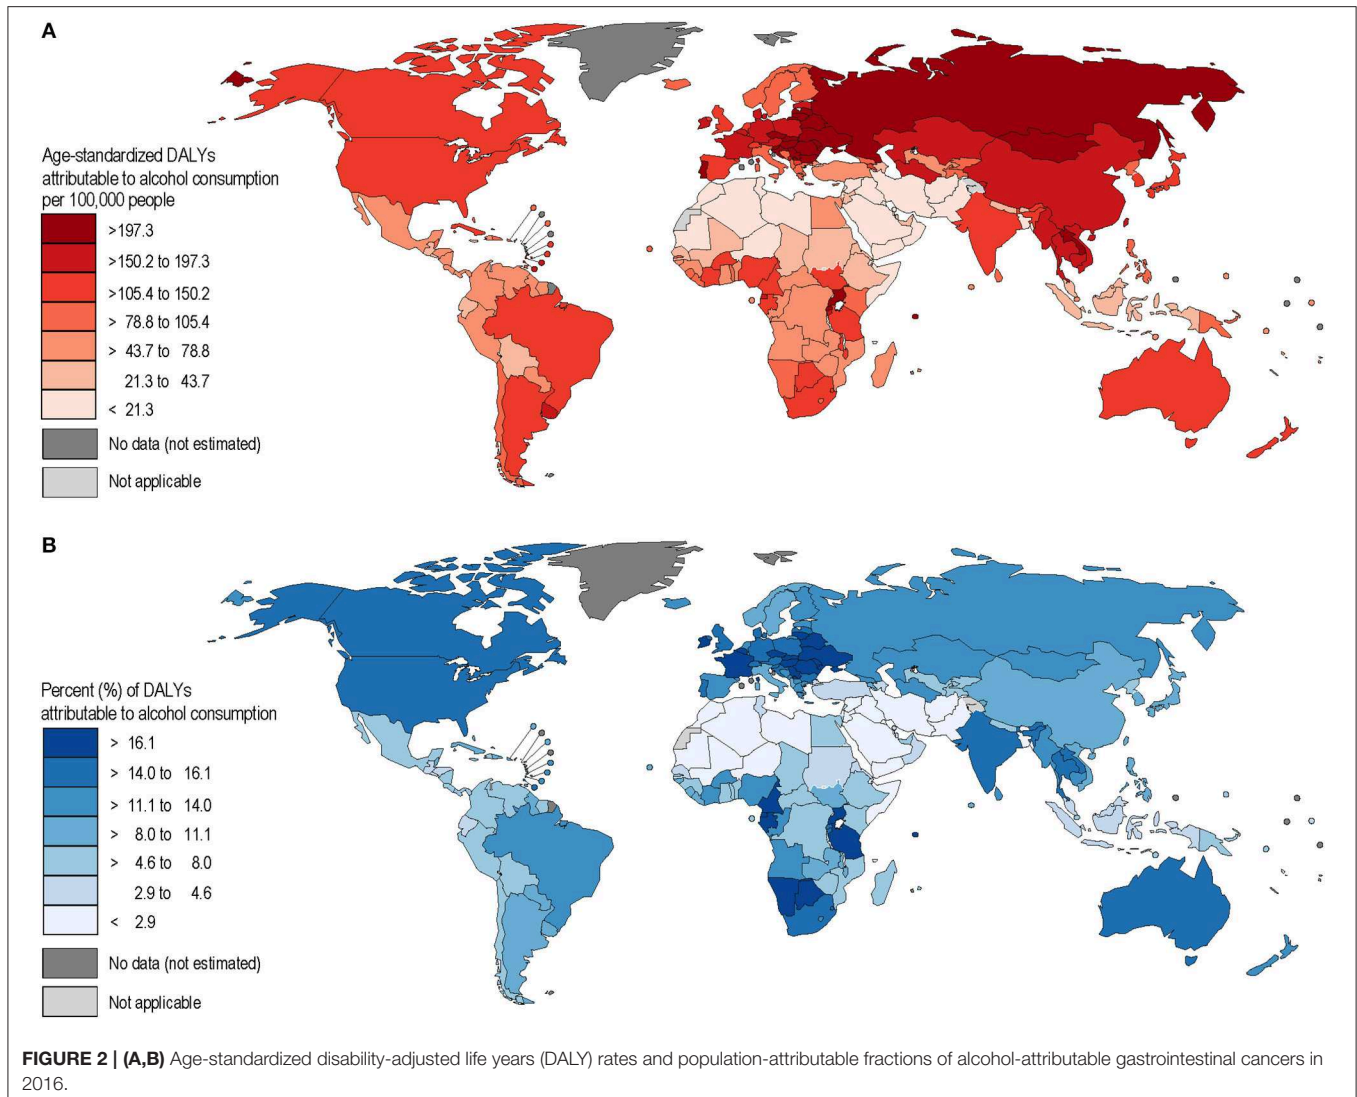 A
Age-standardized DALYs
attributable to alcohol consumption
per 100,000 people
>197.3
>150.2 to 197.3
>105.4 to 150.2
> 78.8 to 105.4
> 43.7 to 78.8
21.3 to 43.7
< 21.3
No data (not estimated)
Not applicable
B
Percent (%) of DALYs
attributable to alcohol consumption
> 16.1
> 14.0 to 16.1
> 11.1 to 14.0
> 8.0 to 11.1
> 4.6 to 8.0
2.9 to 4.6
< 2.9
No data (not estimated)
Not applicable
FIGURE 2 | (A,B) Age-standardized disability-adjusted life years (DALY) rates and population-attributable fractions of alcohol-attributable gastrointestinal cancers in
2016.